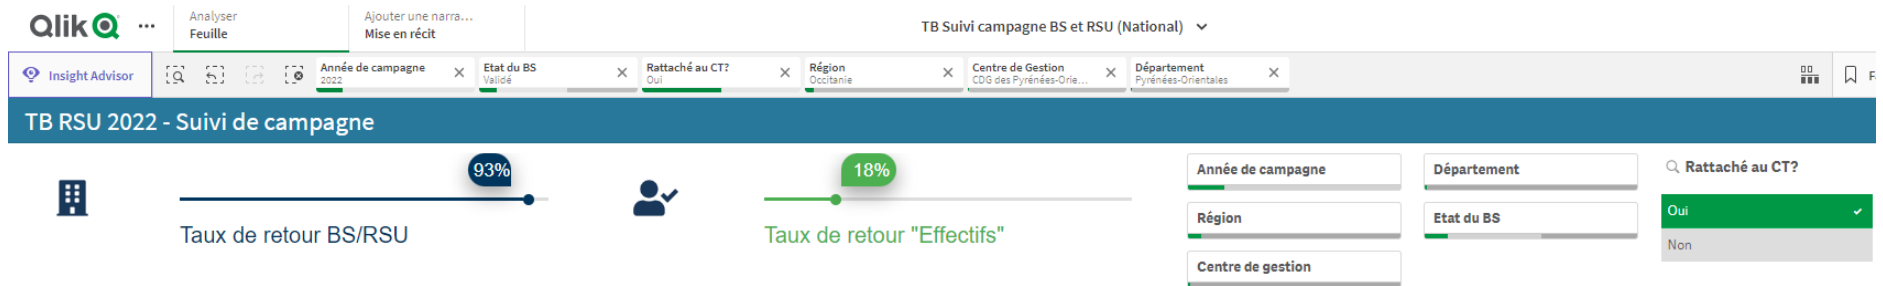 Qlik
Analyser
Feuille
Ajouter une narra...
Mise en récit
TB Suivi campagne BS et RSU (National)
Insight Advisor
Année de campagne
2022
Etat du BS
Validé
Rattaché au CT?
Oui
Région
Occitanie
Centre de Gestion
CDG des Pyrénées-Orie...
Département
Pyrénées-Orientales
F
TB RSU 2022 - Suivi de campagne
93%
Taux de retour BS/RSU
18%
Taux de retour "Effectifs"
Année de campagne
Département
Région
Etat du BS
Centre de gestion
Rattaché au CT?
Oui
Non